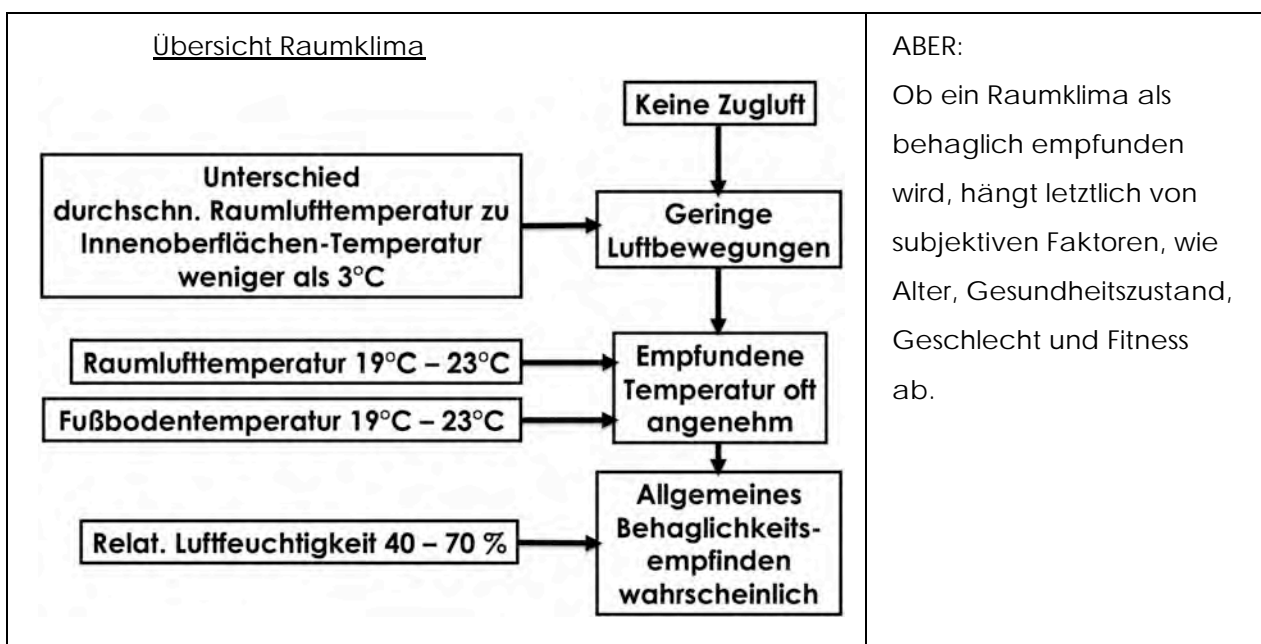 Übersicht Raumklima
Keine Zugluft
Unterschied
durchschn. Raumlufttemperatur zu
Innenoberflächen-Temperatur
weniger als 3°C
Geringe
Luftbewegungen
Raumlufttemperatur 19°C – 23°C
Fußbodentemperatur 19°C – 23°C
Empfundene
Temperatur oft
angenehm
Relat. Luftfeuchtigkeit 40 – 70 %
Allgemeines
Behaglichkeits-
empfinden
wahrscheinlich
ABER:
Ob ein Raumklima als
behaglich empfunden
wird, hängt letztlich von
subjektiven Faktoren, wie
Alter, Gesundheitszustand,
Geschlecht und Fitness
ab.